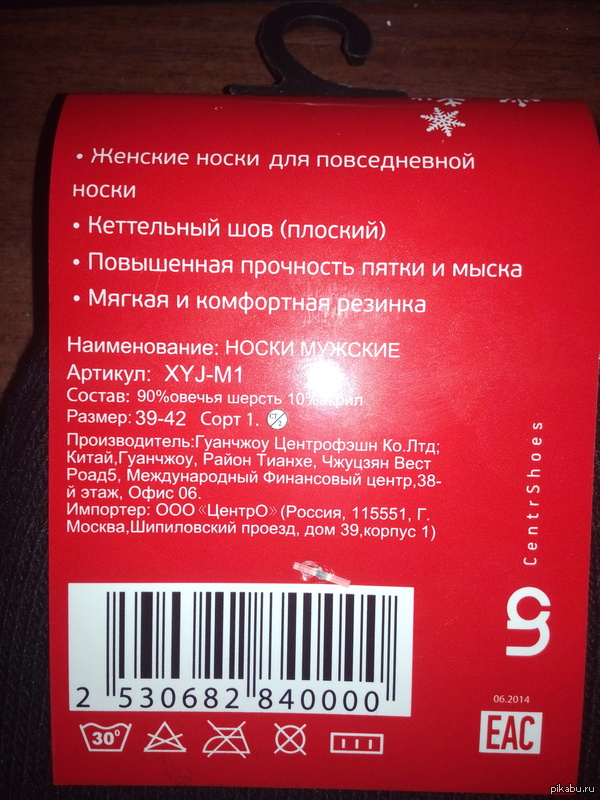 • Женские носки для повседневной
носки
• Кеттельный шов (плоский)
• Повышенная прочность пятки и мыска
• Мягкая и комфортная резинка
Наименование: НОСКИ МУЖСКИЕ
Артикул: XYJ-M1
Состав: 90%овечья шерсть 10%акрил
Размер: 39-42 Сорт 1. СТ/2
Производитель:Гуанчжоу Центрофэшн Ко.Лтд;
Китай,Гуанчжоу, Район Тианхе, Чжуцзян Вест
Роад5, Международный Финансовый центр,38-
й этаж, Офис 06.
Импортер: ООО «ЦентрО» (Россия, 115551, Г.
Москва,Шипиловский проезд, дом 39,корпус 1)
CentrShoes
2 530682 840000
06.2014
30°
EAC
pikabu.ru